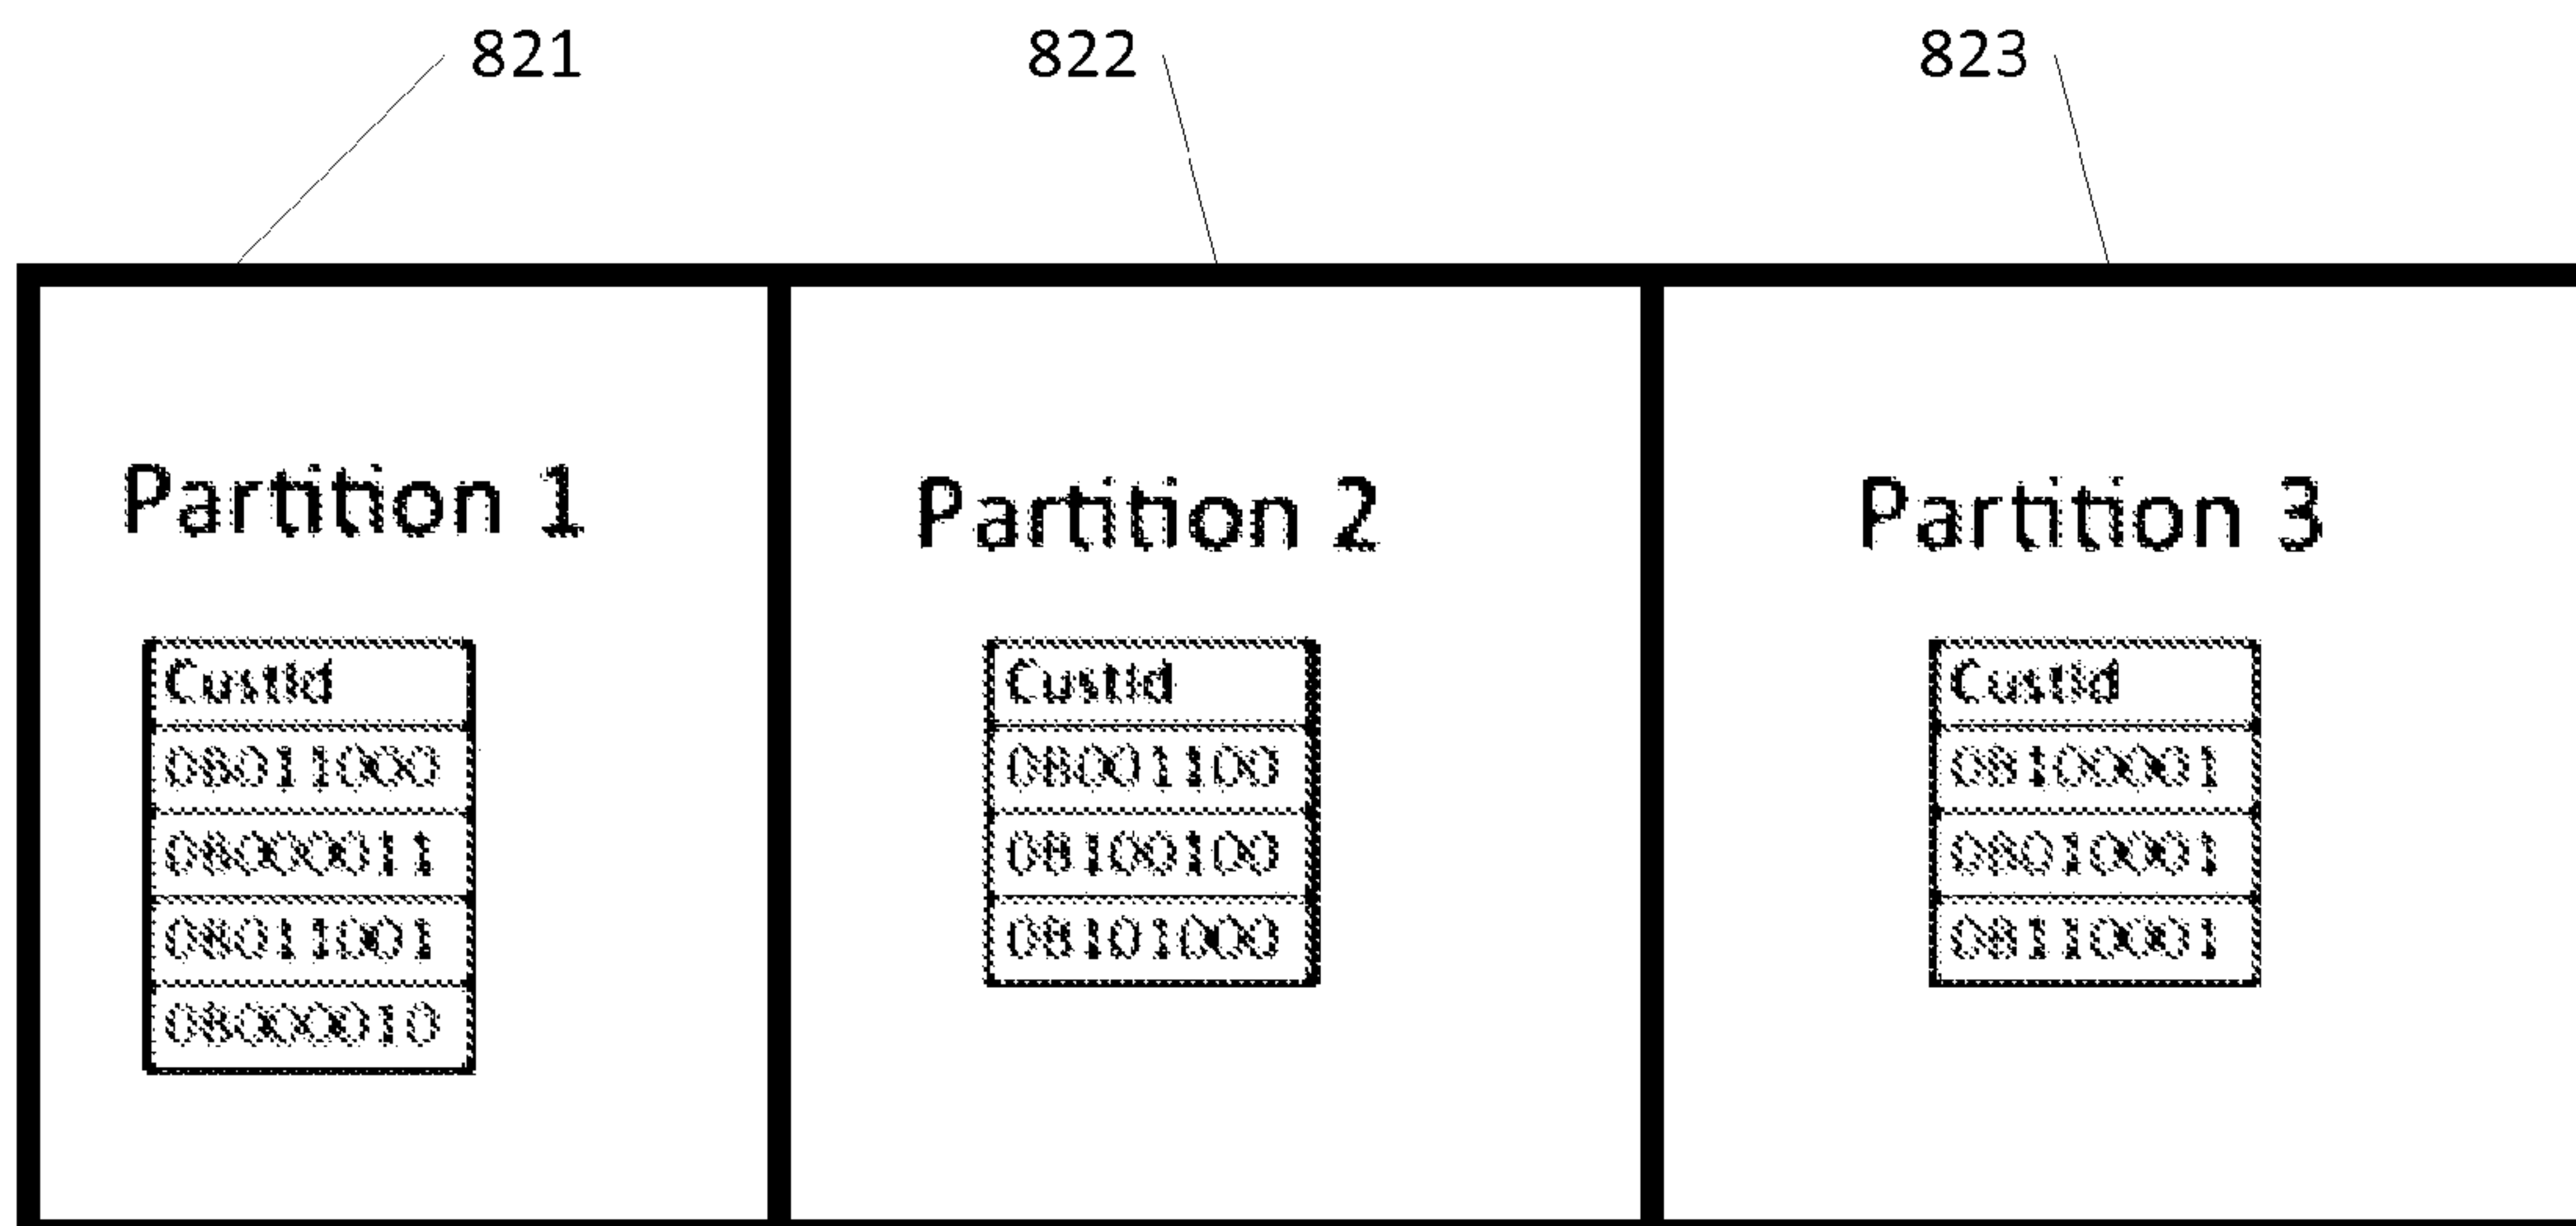 821 822 823
Partition 1 Partition 2 Partition 3
CustId CustId CustId
08011000 08001100 08100001
08000011 08100100 08010001
08011001 08101000 08110001
08000010